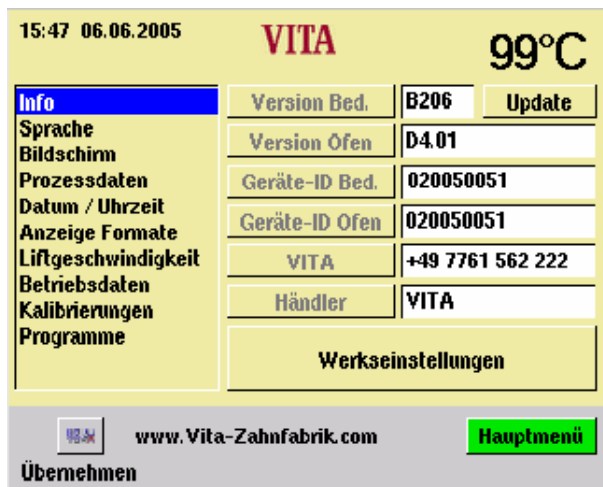 15:47 06.06.2005
VITA
99°C
Info
Sprache
Bildschirm
Prozessdaten
Datum / Uhrzeit
Anzeige Formate
Liftgeschwindigkeit
Betriebsdaten
Kalibrierungen
Programme
Version Bed. B206 Update
Version Ofen D4.01
Geräte-ID Bed. 020050051
Geräte-ID Ofen 020050051
VITA +49 7761 562 222
Händler VITA
Werkseinstellungen
www.Vita-Zahnfabrik.com
Hauptmenü
Übernehmen